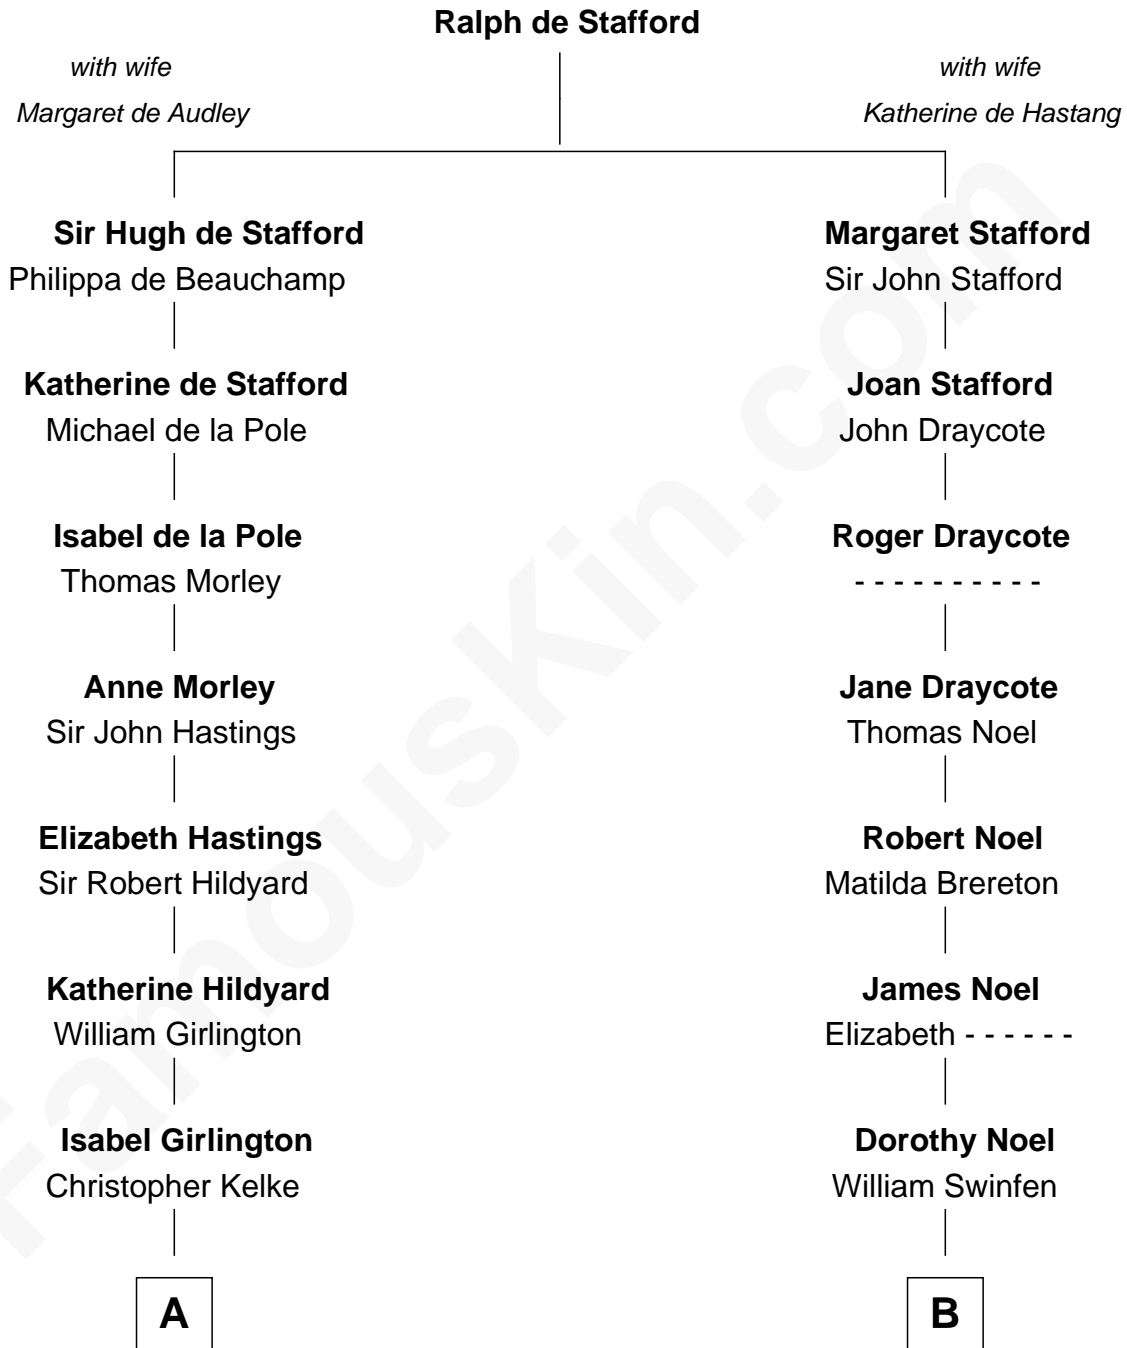 Ralph de Stafford
with wife
Margaret de Audley
with wife
Katherine de Hastang
Sir Hugh de Stafford
Philippa de Beauchamp
Katherine de Stafford
Michael de la Pole
Isabel de la Pole
Thomas Morley
Anne Morley
Sir John Hastings
Elizabeth Hastings
Sir Robert Hildyard
Katherine Hildyard
William Girlington
Isabel Girlington
Christopher Kelke
A
Margaret Stafford
Sir John Stafford
Joan Stafford
John Draycote
Roger Draycote
- - - - - - - - - -
Jane Draycote
Thomas Noel
Robert Noel
Matilda Brereton
James Noel
Elizabeth - - - - - -
Dorothy Noel
William Swinfen
B
FamousKin.com